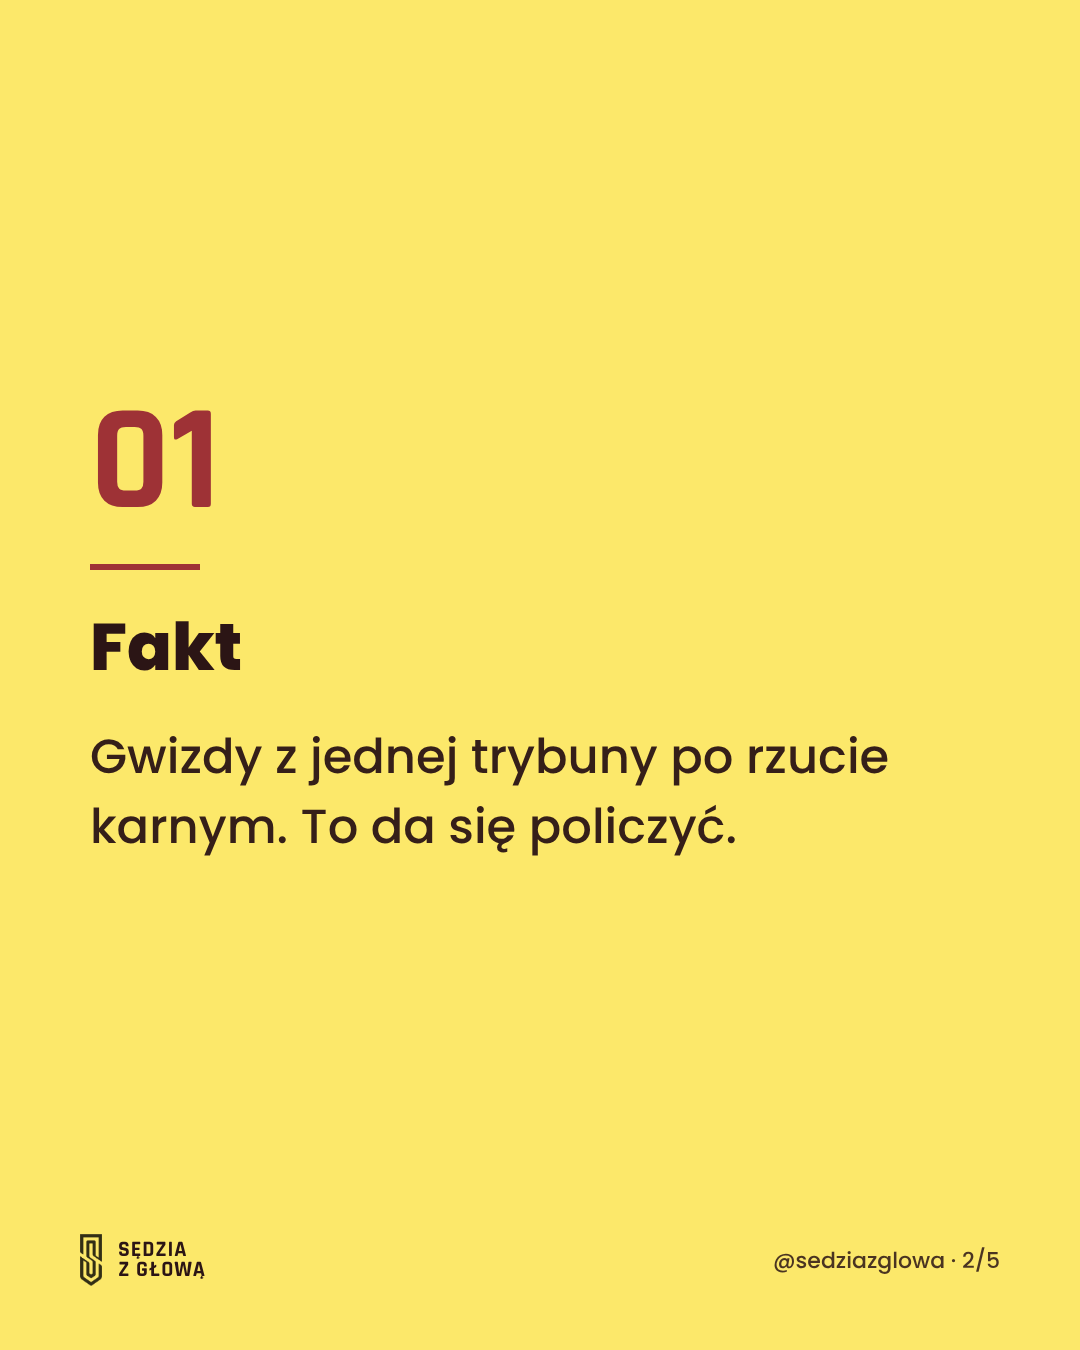 01
Fakt
Gwizdy z jednej trybuny po rzucie
karnym. To da się policzyć.
SĘDZIA
Z GŁOWĄ
@sedziazglowa · 2/5